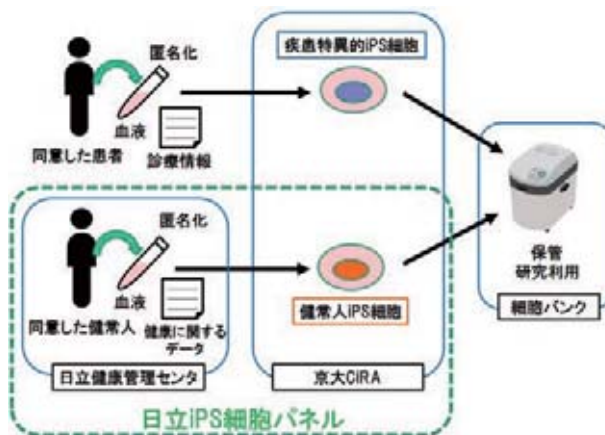 匿名化
疾患特異的iPS細胞
血液
同意した患者
診療情報
匿名化
保管
研究利用
血液
同意した健常人
健康に関する
データ
健常人iPS細胞
細胞バンク
日立健康管理センタ
京大CiRA
日立iPS細胞パネル